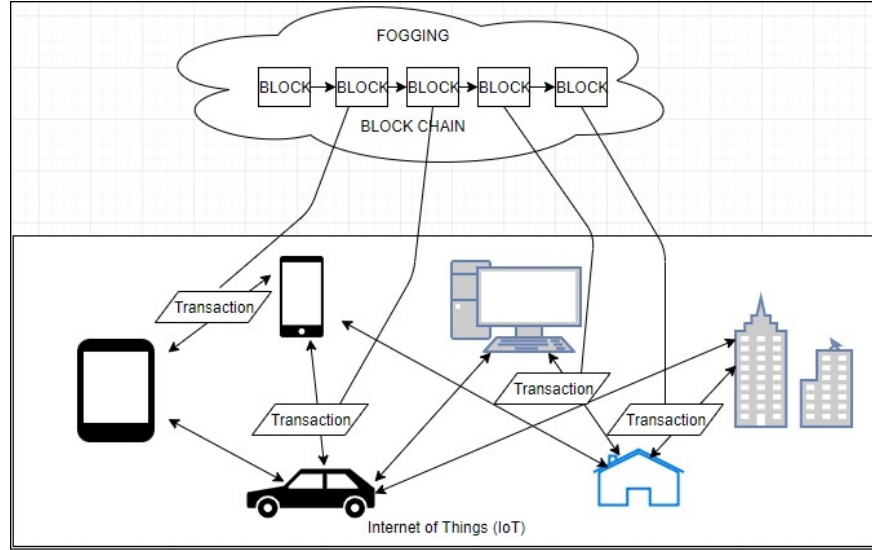 FOGGING
BLOCK BLOCK BLOCK BLOCK BLOCK
BLOCK CHAIN
Transaction
Transaction
Transaction
Transaction
Internet of Things (IoT)